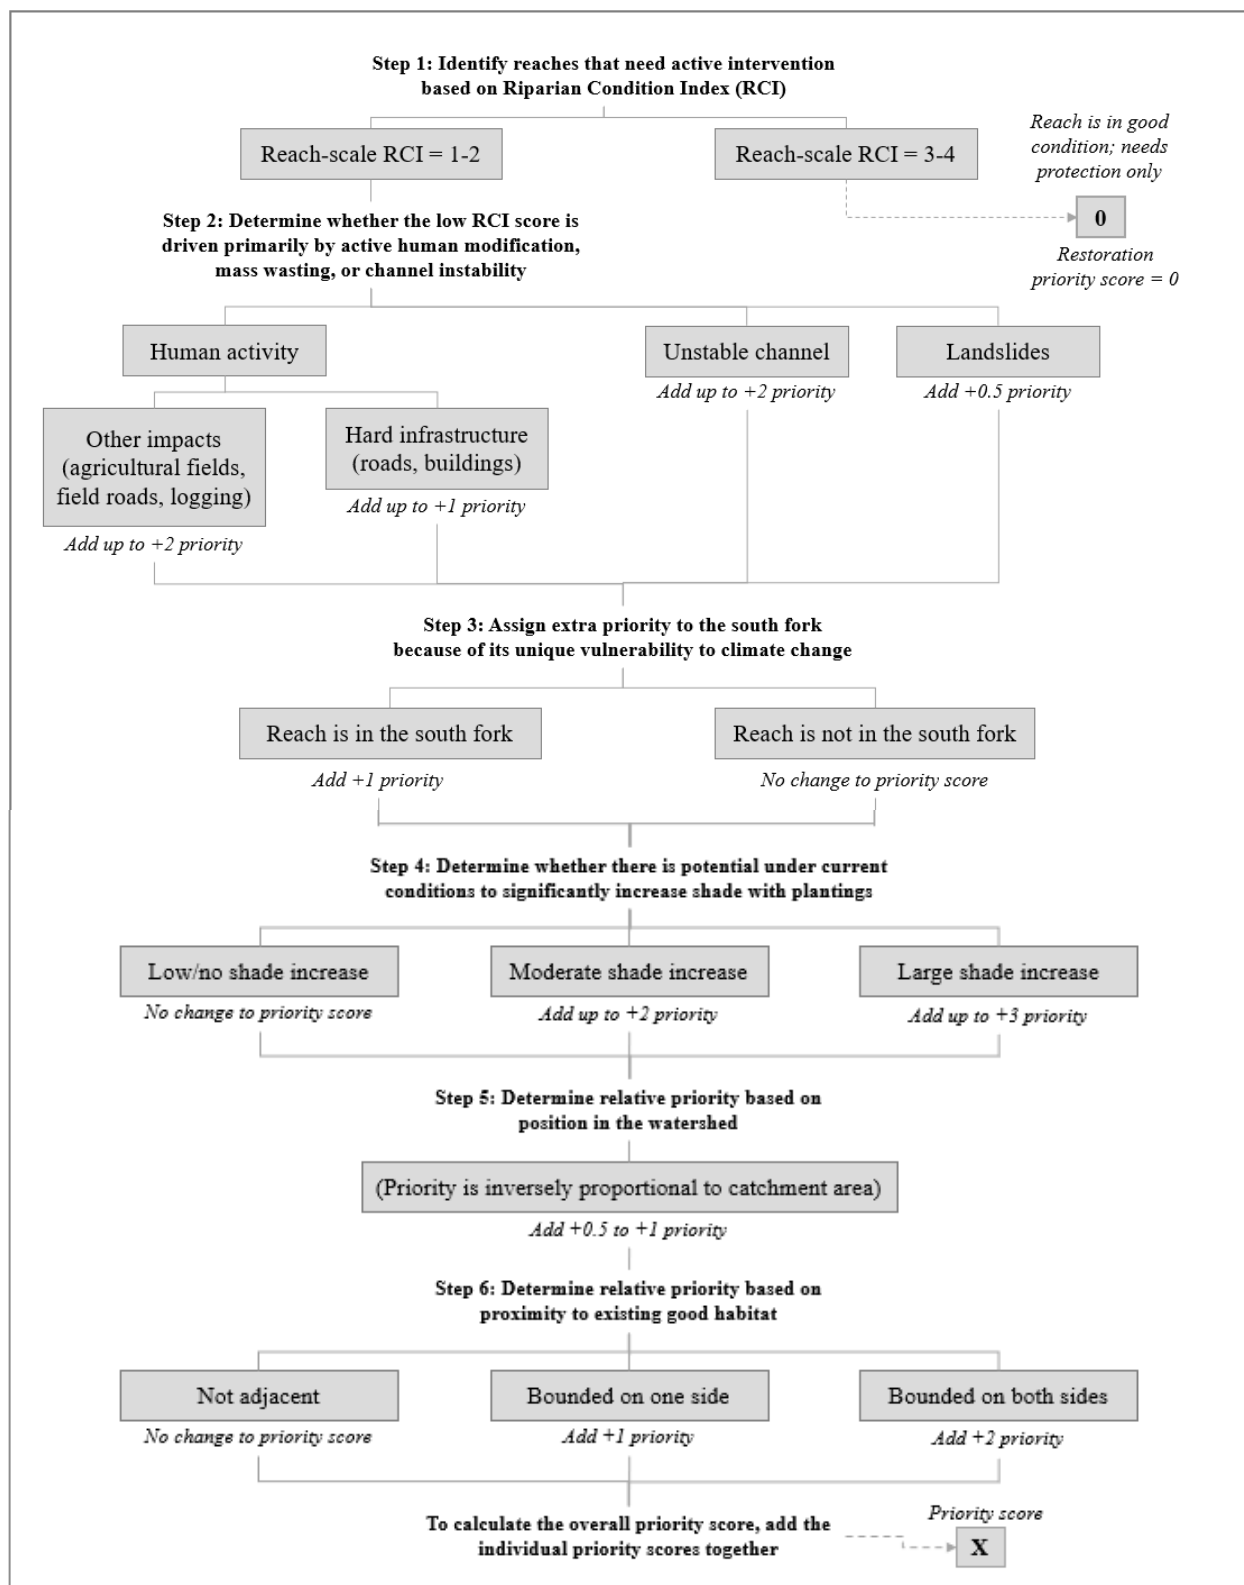 Step 1: Identify reaches that need active intervention
based on Riparian Condition Index (RCI)
Reach-scale RCI = 1-2
Reach-scale RCI = 3-4
Reach is in good
condition; needs
protection only
0
Restoration
priority score = 0
Step 2: Determine whether the low RCI score is
driven primarily by active human modification,
mass wasting, or channel instability
Human activity
Unstable channel
Add up to +2 priority
Landslides
Add +0.5 priority
Other impacts
(agricultural fields,
field roads, logging)
Add up to +2 priority
Hard infrastructure
(roads, buildings)
Add up to +1 priority
Step 3: Assign extra priority to the south fork
because of its unique vulnerability to climate change
Reach is in the south fork
Add +1 priority
Reach is not in the south fork
No change to priority score
Step 4: Determine whether there is potential under current
conditions to significantly increase shade with plantings
Low/no shade increase
No change to priority score
Moderate shade increase
Add up to +2 priority
Large shade increase
Add up to +3 priority
Step 5: Determine relative priority based on
position in the watershed
(Priority is inversely proportional to catchment area)
Add +0.5 to +1 priority
Step 6: Determine relative priority based on
proximity to existing good habitat
Not adjacent
No change to priority score
Bounded on one side
Add +1 priority
Bounded on both sides
Add +2 priority
To calculate the overall priority score, add the
individual priority scores together
Priority score
X